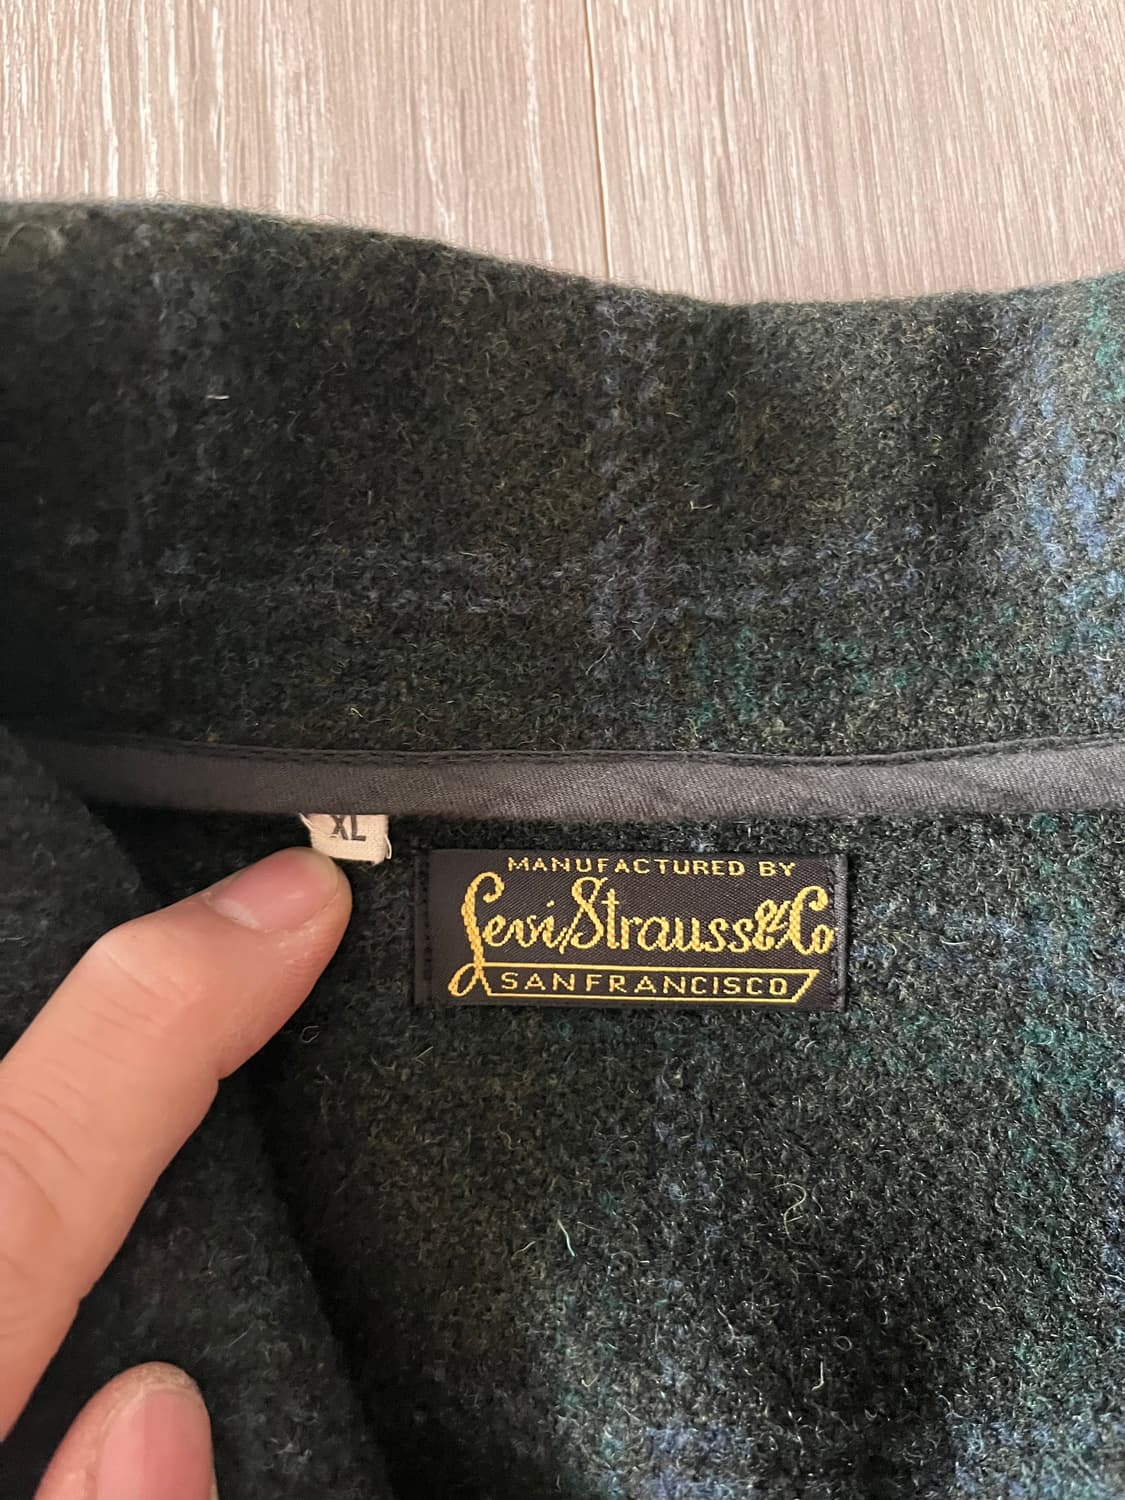 XL
MANUFACTURED BY
Levi Strauss & Co
SAN FRANCISCO